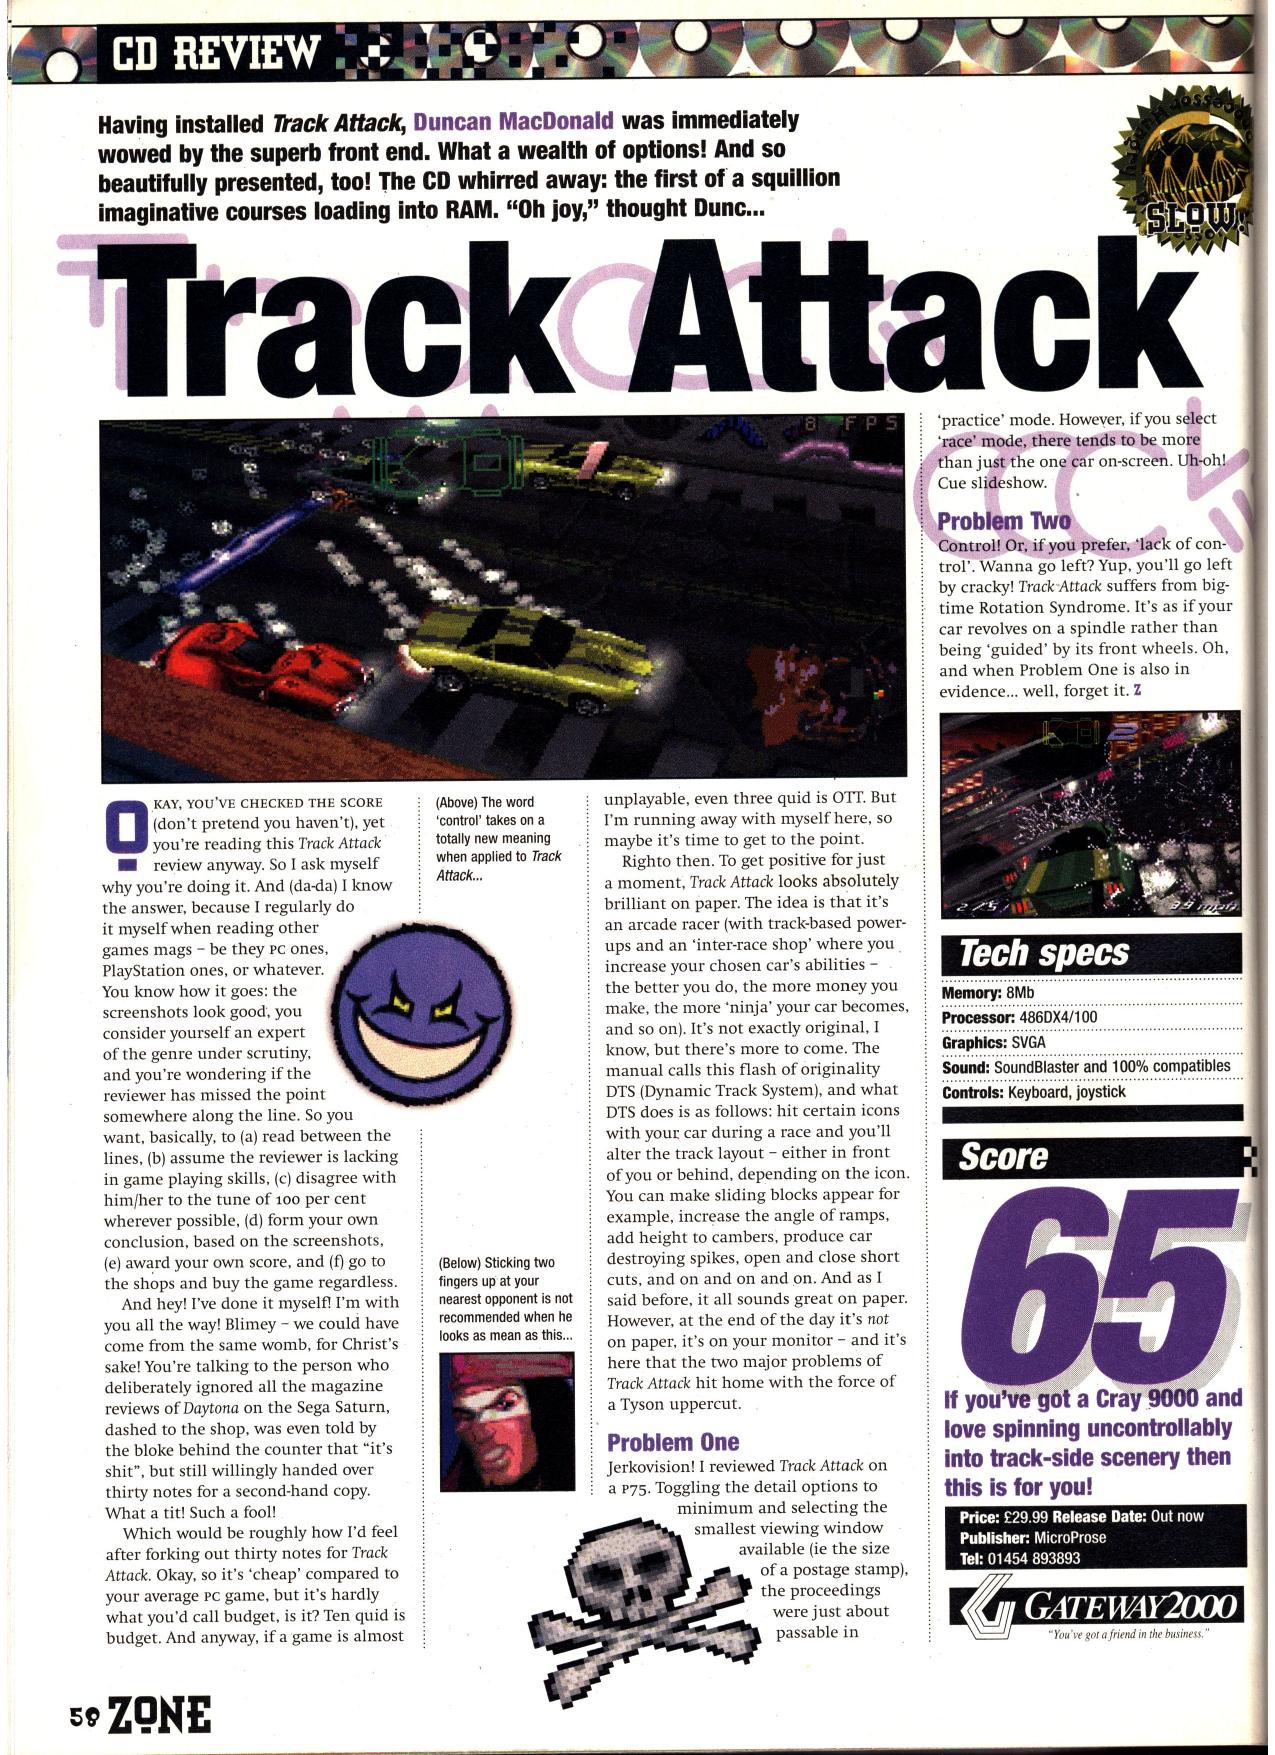 CD REVIEW
Having installed Track Attack, Duncan MacDonald was immediately
wowed by the superb front end. What a wealth of options! And so
beautifully presented, too! The CD whirred away: the first of a squillion
imaginative courses loading into RAM. “Oh joy,” thought Dunc...
SLOW!
Track Attack
8 FPS
OKAY, YOU’VE CHECKED THE SCORE
(don’t pretend you haven’t), yet
you’re reading this Track Attack
review anyway. So I ask myself
why you’re doing it. And (da-da) I know
the answer, because I regularly do
it myself when reading other
games mags – be they PC ones,
PlayStation ones, or whatever.
You know how it goes: the
screenshots look good, you
consider yourself an expert
of the genre under scrutiny,
and you’re wondering if the
reviewer has missed the point
somewhere along the line. So you
want, basically, to (a) read between the
lines, (b) assume the reviewer is lacking
in game playing skills, (c) disagree with
him/her to the tune of 100 per cent
wherever possible, (d) form your own
conclusion, based on the screenshots,
(e) award your own score, and (f) go to
the shops and buy the game regardless.
And hey! I’ve done it myself! I’m with
you all the way! Blimey – we could have
come from the same womb, for Christ’s
sake! You’re talking to the person who
deliberately ignored all the magazine
reviews of Daytona on the Sega Saturn,
dashed to the shop, was even told by
the bloke behind the counter that “it’s
shit”, but still willingly handed over
thirty notes for a second-hand copy.
What a tit! Such a fool!
Which would be roughly how I’d feel
after forking out thirty notes for Track
Attack. Okay, so it’s ‘cheap’ compared to
your average PC game, but it’s hardly
what you’d call budget, is it? Ten quid is
budget. And anyway, if a game is almost
(Above) The word
‘control’ takes on a
totally new meaning
when applied to Track
Attack...
(Below) Sticking two
fingers up at your
nearest opponent is not
recommended when he
looks as mean as this...
unplayable, even three quid is OTT. But
I’m running away with myself here, so
maybe it’s time to get to the point.
Righto then. To get positive for just
a moment, Track Attack looks absolutely
brilliant on paper. The idea is that it’s
an arcade racer (with track-based power-
ups and an ‘inter-race shop’ where you
increase your chosen car’s abilities –
the better you do, the more money you
make, the more ‘ninja’ your car becomes,
and so on). It’s not exactly original, I
know, but there’s more to come. The
manual calls this flash of originality
DTS (Dynamic Track System), and what
DTS does is as follows: hit certain icons
with your car during a race and you’ll
alter the track layout – either in front
of you or behind, depending on the icon.
You can make sliding blocks appear for
example, increase the angle of ramps,
add height to cambers, produce car
destroying spikes, open and close short
cuts, and on and on and on. And as I
said before, it all sounds great on paper.
However, at the end of the day it’s not
on paper, it’s on your monitor – and it’s
here that the two major problems of
Track Attack hit home with the force of
a Tyson uppercut.
Problem One
Jerkovision! I reviewed Track Attack on
a P75. Toggling the detail options to
minimum and selecting the
smallest viewing window
available (ie the size
of a postage stamp),
the proceedings
were just about
passable in
‘practice’ mode. However, if you select
‘race’ mode, there tends to be more
than just the one car on-screen. Uh-oh!
Cue slideshow.
Problem Two
Control! Or, if you prefer, ‘lack of con-
trol’. Wanna go left? Yup, you’ll go left
by cracky! Track Attack suffers from big-
time Rotation Syndrome. It’s as if your
car revolves on a spindle rather than
being ‘guided’ by its front wheels. Oh,
and when Problem One is also in
evidence... well, forget it. Z
2
2/5/
99 mph
Tech specs
Memory: 8Mb
Processor: 486DX4/100
Graphics: SVGA
Sound: SoundBlaster and 100% compatibles
Controls: Keyboard, joystick
Score
65
If you’ve got a Cray 9000 and
love spinning uncontrollably
into track-side scenery then
this is for you!
Price: £29.99 Release Date: Out now
Publisher: MicroProse
Tel: 01454 893893
GATEWAY2000
“You’ve got a friend in the business.”
58 ZONE